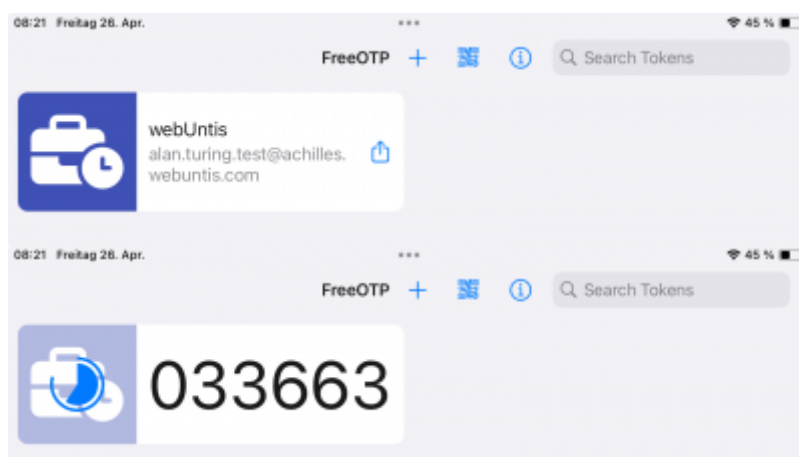 08:21 Freitag 26. Apr. 45 %
FreeOTP Search Tokens
webUntis
alan.turing.test@achilles.
webuntis.com
08:21 Freitag 26. Apr. 45 %
FreeOTP Search Tokens
033663